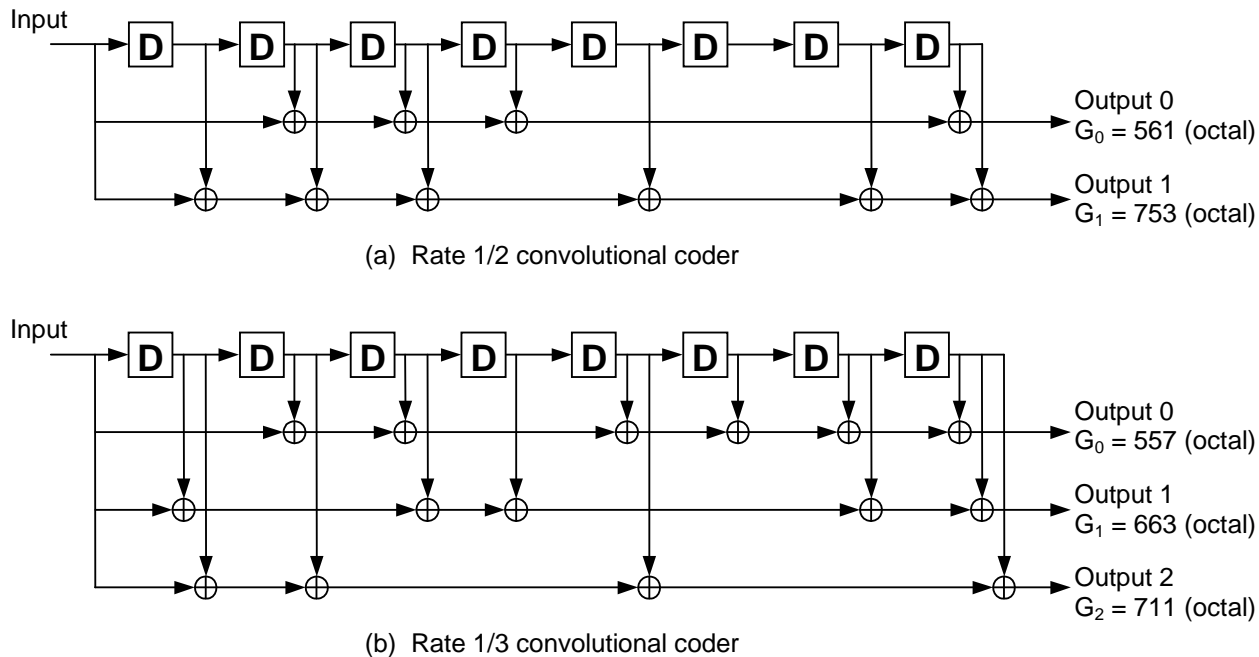 Input
D D D D D D D D
Output 0
G₀ = 561 (octal)
Output 1
G₁ = 753 (octal)
(a) Rate 1/2 convolutional coder
Input
D D D D D D D D
Output 0
G₀ = 557 (octal)
Output 1
G₁ = 663 (octal)
Output 2
G₂ = 711 (octal)
(b) Rate 1/3 convolutional coder